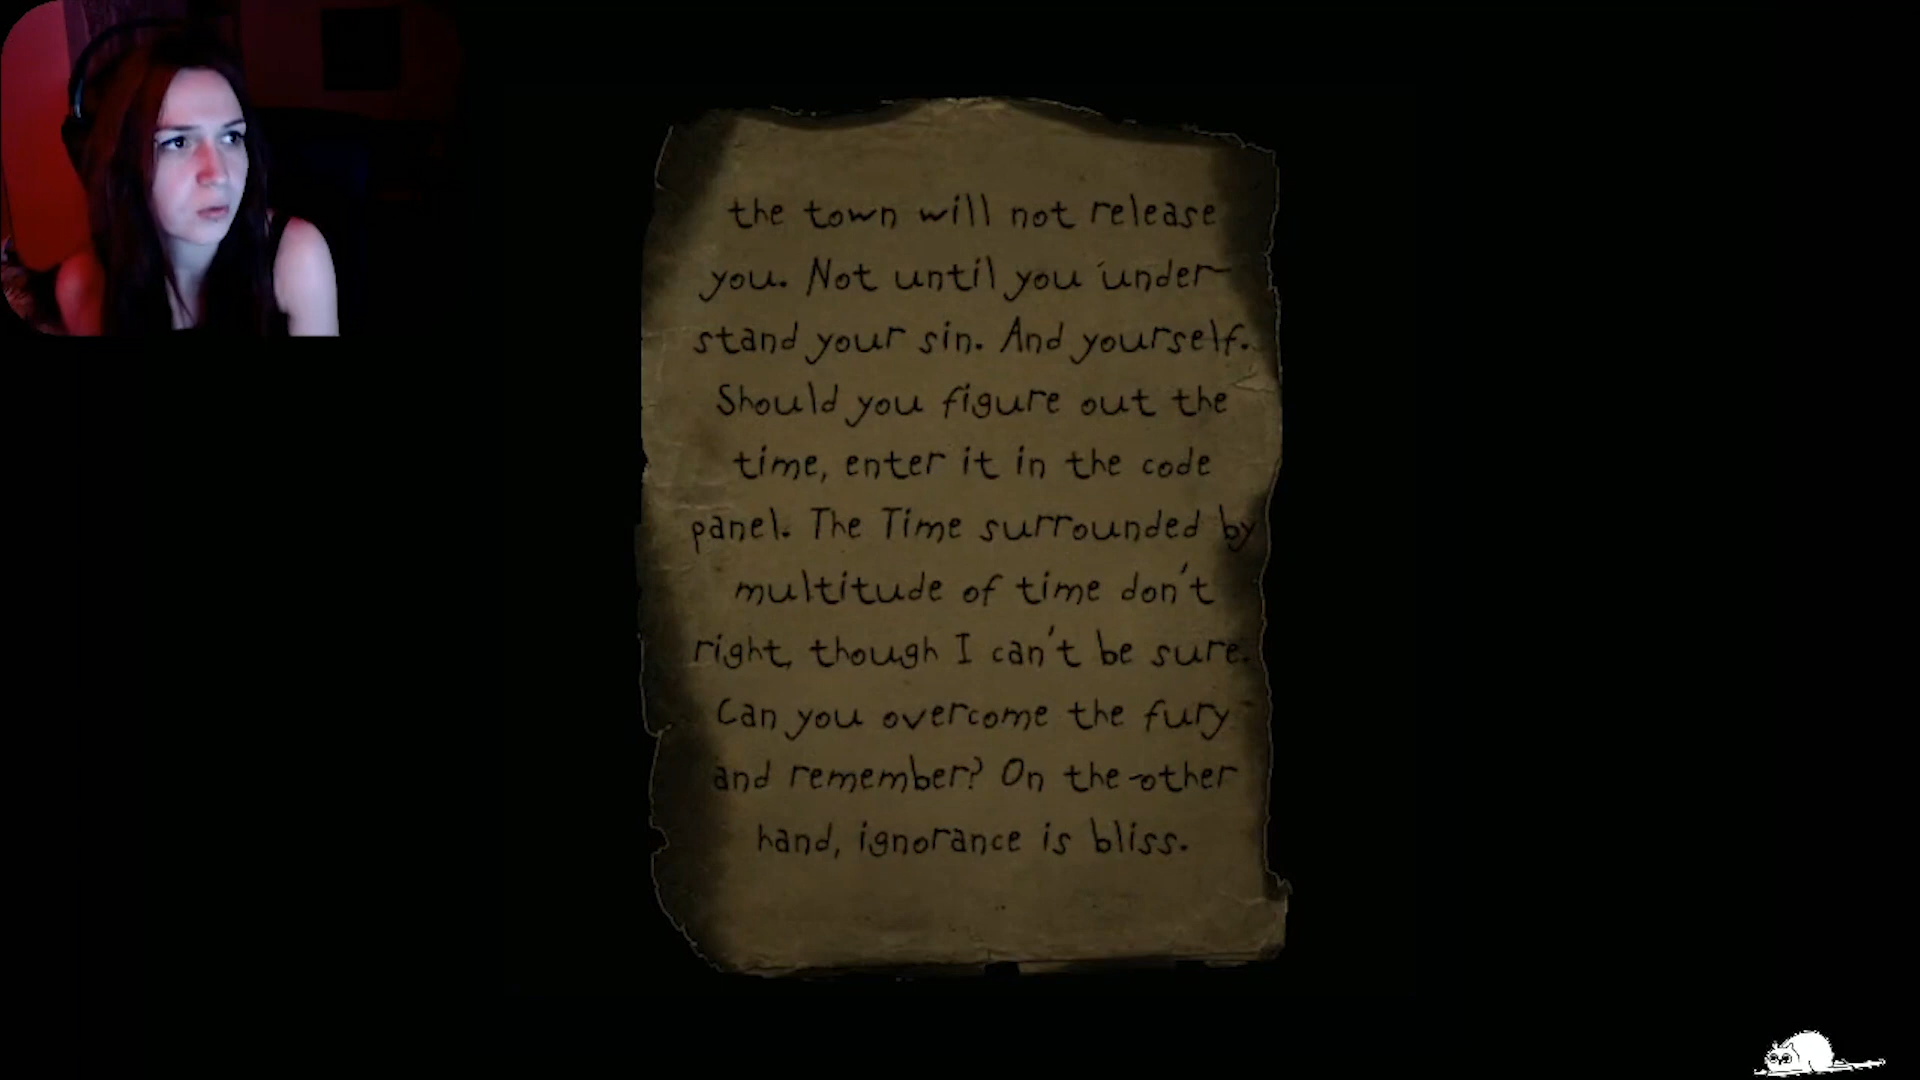 the town will not release
you. Not until you under-
stand your sin. And yourself.
Should you figure out the
time, enter it in the code
panel. The Time surrounded by
multitude of time don't
right, though I can't be sure.
Can you overcome the fury
and remember? On the other
hand, ignorance is bliss.